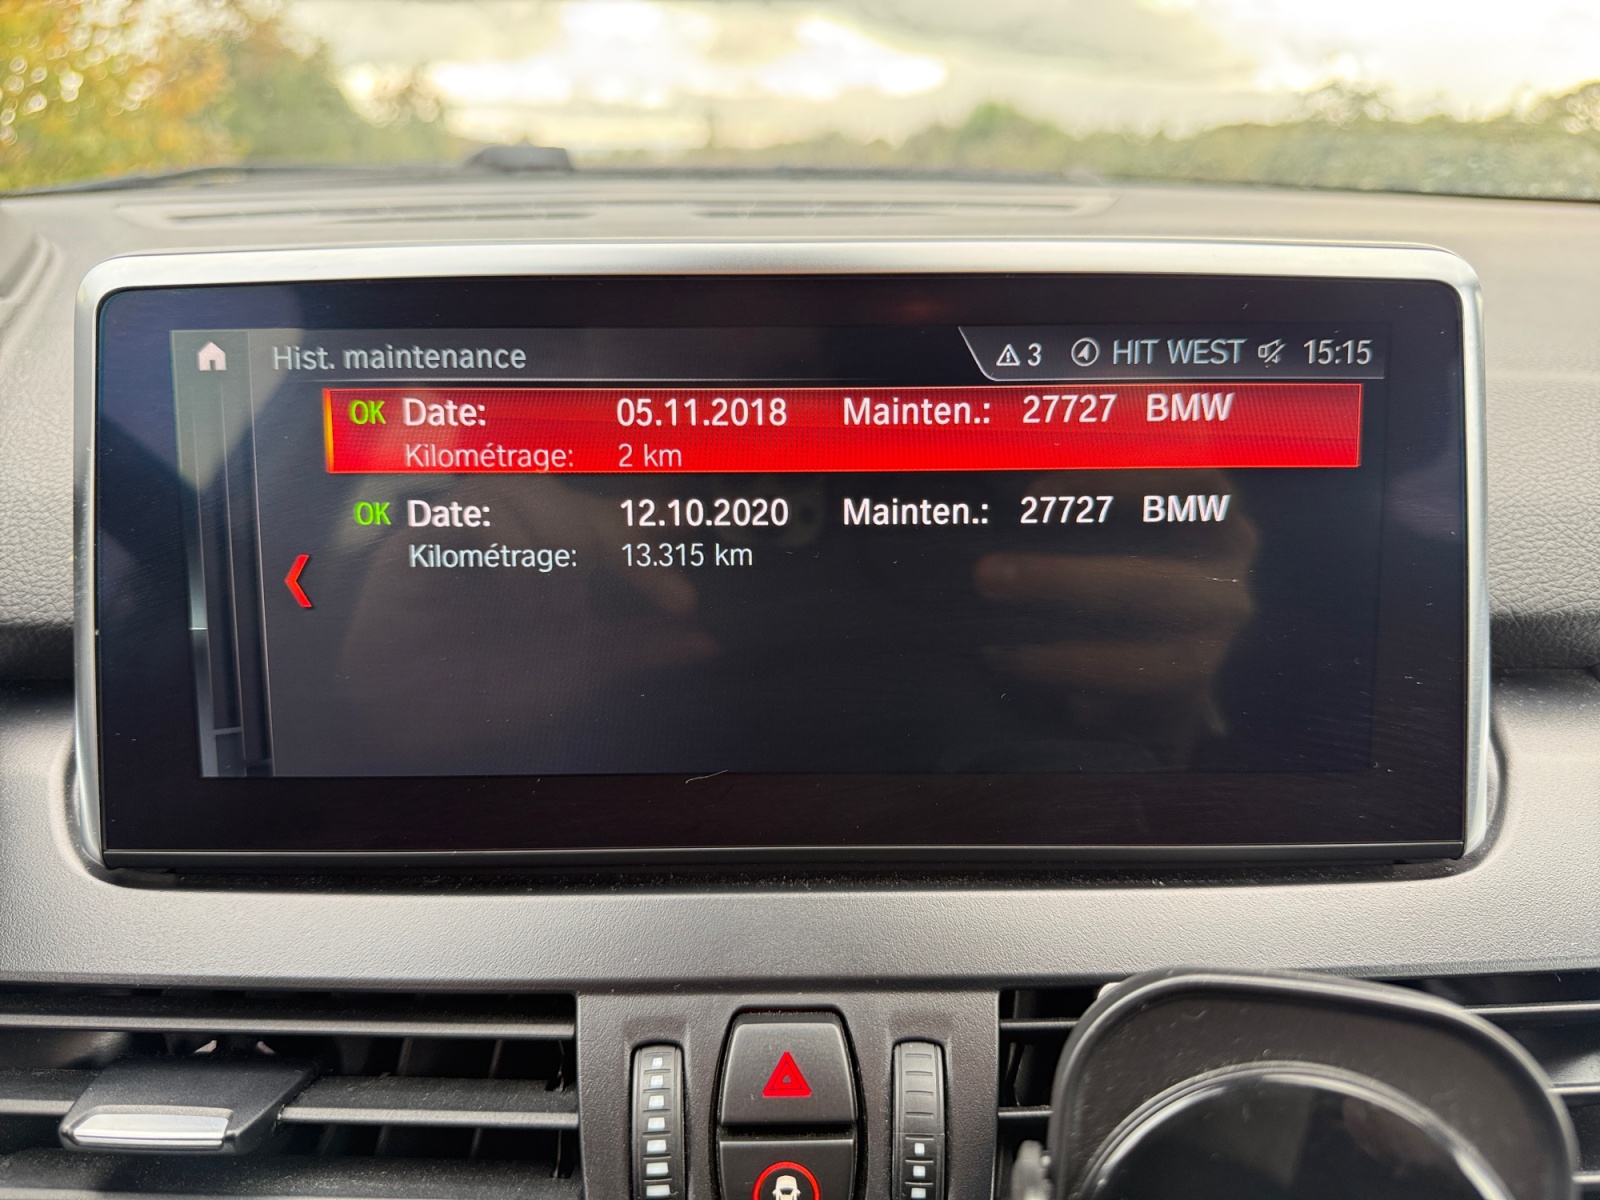 Hist. maintenance 3 HIT WEST 15:15
OK Date: 05.11.2018 Mainten.: 27727 BMW
Kilométrage: 2 km
OK Date: 12.10.2020 Mainten.: 27727 BMW
Kilométrage: 13.315 km